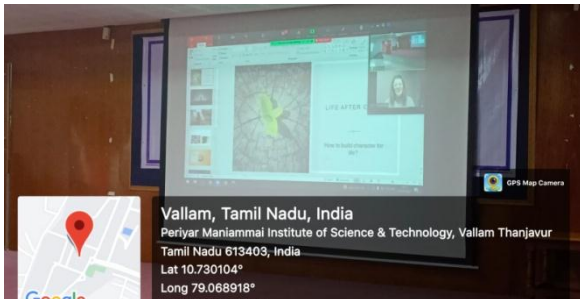 LIFE AFTER
How to build character for
life?
GPS Map Camera
Vallam, Tamil Nadu, India
Periyar Maniammai Institute of Science & Technology, Vallam Thanjavur
Tamil Nadu 613403, India
Lat 10.730104°
Long 79.068918°
Google